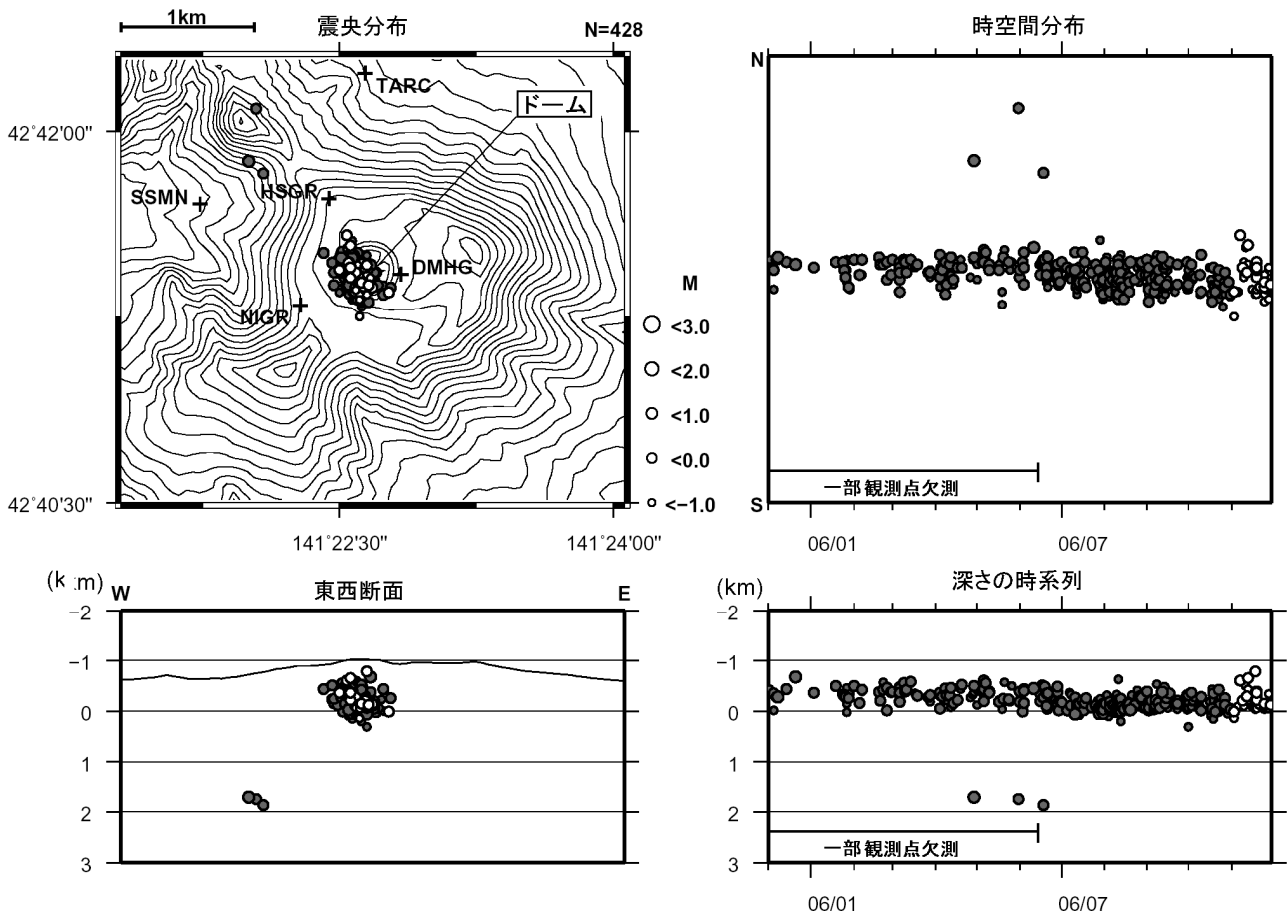 1km
震央分布
N=428
TARC
ドーム
42°42'00"
SSMN
HSGR
DMHG
NIGR
42°40'30"
141°22'30"
141°24'00"
M
<3.0
<2.0
<1.0
<0.0
<−1.0
時空間分布
N
S
一部観測点欠測
06/01
06/07
(km)
W
東西断面
E
−2
−1
0
1
2
3
(km)
深さの時系列
−2
−1
0
1
2
3
一部観測点欠測
06/01
06/07